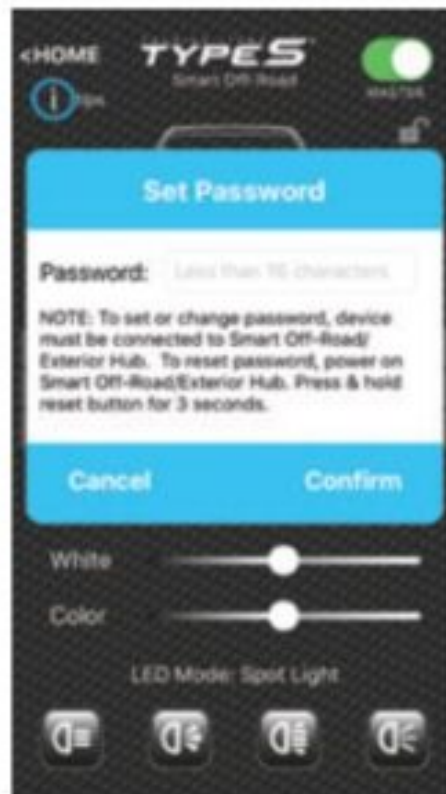 <HOME
TYPE S
Smart Off-Road
MASTER
Set Password
Password: Less than 16 characters
NOTE: To set or change password, device
must be connected to Smart Off-Road/
Exterior Hub. To reset password, power on
Smart Off-Road/Exterior Hub. Press & hold
reset button for 3 seconds.
Cancel Confirm
White
Color
LED Mode: Spot Light